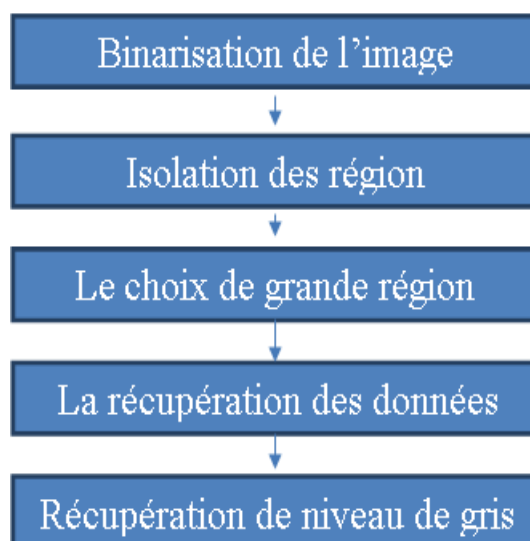 Binarisation de l’image
Isolation des région
Le choix de grande région
La récupération des données
Récupération de niveau de gris